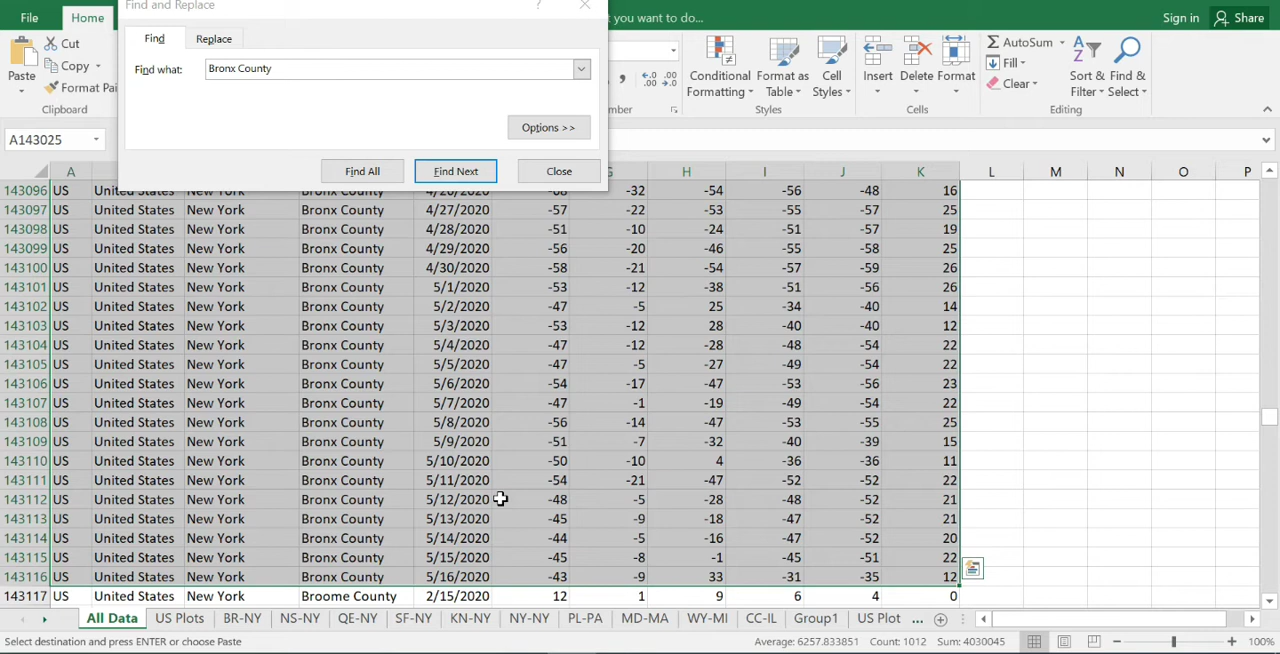 File Home Find and Replace ? t you want to do... Sign in Share
Find Replace
Find what: Bronx County
Options >>
Find All Find Next Close
Paste Cut
Copy
Format Pai
Clipboard
mber
Conditional Formatting Format as Table Cell Styles
Styles
Insert Delete Format
Cells
AutoSum
Fill
Clear
Sort & Filter Find & Select
Editing
A143025
A H I J K L M N O P
143096 US United States New York Bronx County 4/26/2020 -32 -54 -56 -48 16
143097 US United States New York Bronx County 4/27/2020 -57 -22 -53 -55 -57 25
143098 US United States New York Bronx County 4/28/2020 -51 -10 -24 -51 -57 19
143099 US United States New York Bronx County 4/29/2020 -56 -20 -46 -55 -58 25
143100 US United States New York Bronx County 4/30/2020 -58 -21 -54 -57 -59 26
143101 US United States New York Bronx County 5/1/2020 -53 -12 -38 -51 -56 26
143102 US United States New York Bronx County 5/2/2020 -47 -5 25 -34 -40 14
143103 US United States New York Bronx County 5/3/2020 -53 -12 28 -40 -40 12
143104 US United States New York Bronx County 5/4/2020 -47 -12 -28 -48 -54 22
143105 US United States New York Bronx County 5/5/2020 -47 -5 -27 -49 -54 22
143106 US United States New York Bronx County 5/6/2020 -54 -17 -47 -53 -56 23
143107 US United States New York Bronx County 5/7/2020 -47 -1 -19 -49 -54 22
143108 US United States New York Bronx County 5/8/2020 -56 -14 -47 -53 -55 25
143109 US United States New York Bronx County 5/9/2020 -51 -7 -32 -40 -39 15
143110 US United States New York Bronx County 5/10/2020 -50 -10 4 -36 -36 11
143111 US United States New York Bronx County 5/11/2020 -54 -21 -47 -52 -52 22
143112 US United States New York Bronx County 5/12/2020 -48 -5 -28 -48 -52 21
143113 US United States New York Bronx County 5/13/2020 -45 -9 -18 -47 -52 21
143114 US United States New York Bronx County 5/14/2020 -44 -5 -16 -47 -52 20
143115 US United States New York Bronx County 5/15/2020 -45 -8 -1 -45 -51 22
143116 US United States New York Bronx County 5/16/2020 -43 -9 33 -31 -35 12
143117 US United States New York Broome County 2/15/2020 12 1 9 6 4 0
All Data US Plots BR-NY NS-NY QE-NY SF-NY KN-NY NY-NY PL-PA MD-MA WY-MI CC-IL Group1 US Plot ...
Select destination and press ENTER or choose Paste Average: 6257.833851 Count: 1012 Sum: 4030045 100%